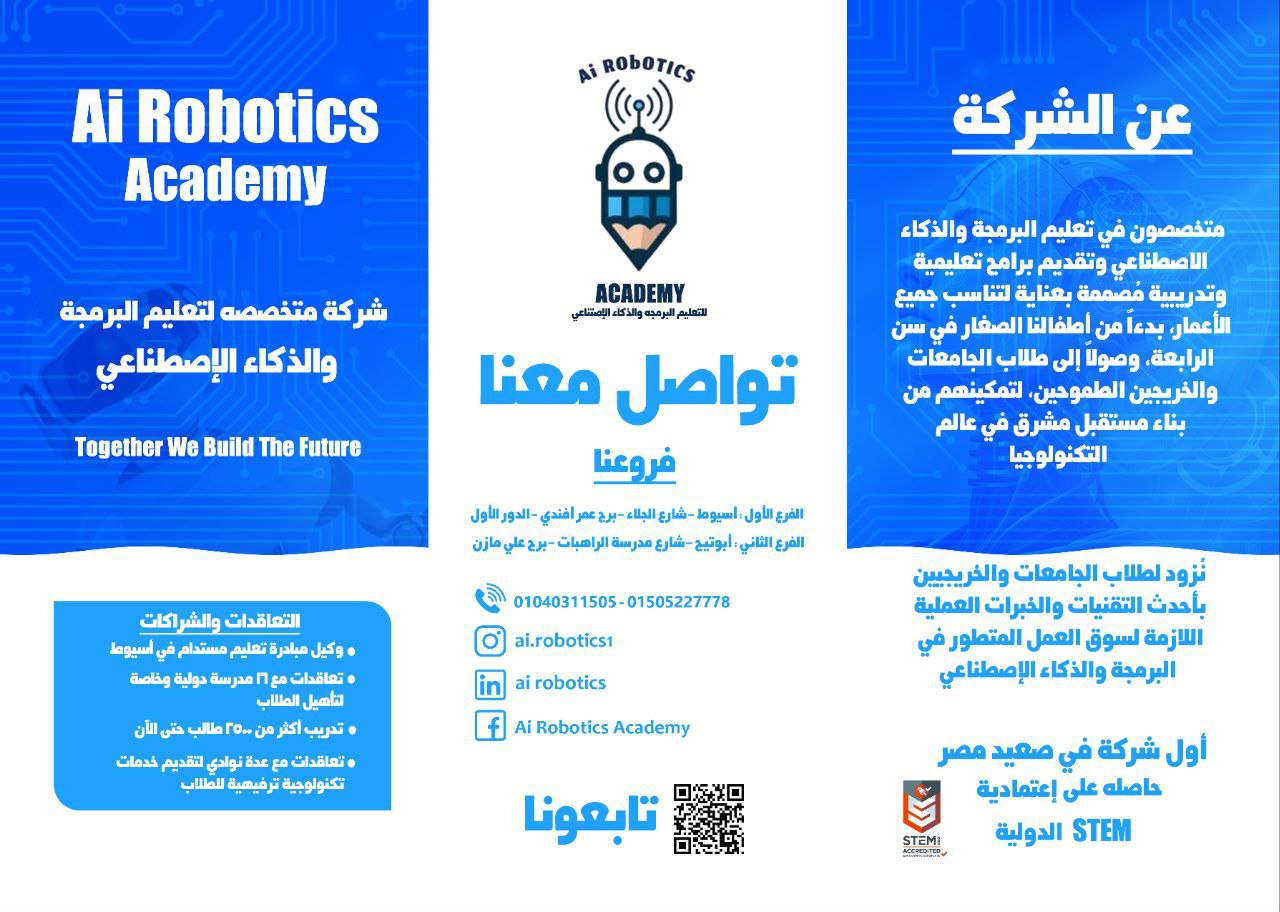 عن الشركة
متخصصون في تعليم البرمجة والذكاء
الاصطناعي وتقديم برامج تعليمية
وتدريبية مُصممة بعناية لتناسب جميع
الأعمار، بدءاً من أطفالنا الصغار في سن
الرابعة، وصولاً إلى طلاب الجامعات
والخريجين الطموحين، لتمكينهم من
بناء مستقبل مشرق في عالم
التكنولوجيا
نُزود لطلاب الجامعات والخريجيين
بأحدث التقنيات والخبرات العملية
اللازمة لسوق العمل المتطور في
البرمجة والذكاء الإصطناعي
أول شركة في صعيد مصر
حاصله على إعتمادية
STEM الدولية
STEM
ACCREDITED
Ai ROBOTICS
ACADEMY
للتعليم البرمجه والذكاء الإصتناعي
تواصل معنا
فروعنا
الفرع الأول : أسيوط -شارع الجلاء -برج عمر أفندي - الدور الأول
الفرع الثاني : أبوتيج -شارع مدرسة الراهبات -برج علي مازن
01040311505 - 01505227778
ai.robotics1
ai robotics
Ai Robotics Academy
تابعونا
Ai Robotics
Academy
شركة متخصصه لتعليم البرمجة
والذكاء الإصطناعي
Together We Build The Future
التعاقدات والشراكات
• وكيل مبادرة تعليم مستدام في أسيوط
• تعاقدات مع ١٦ مدرسة دولية وخاصة
لتأهيل الطلاب
• تدريب أكثر من ٢٥٠٠ طالب حتى الآن
• تعاقدات مع عدة نوادي لتقديم خدمات
تكنولوجية ترفيهية للطلاب